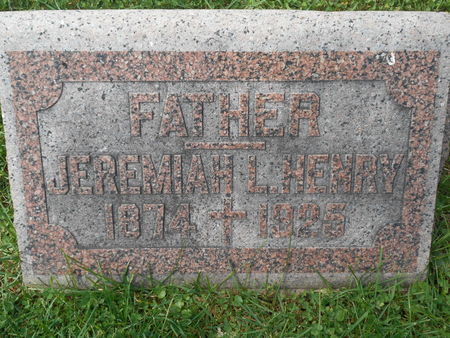 FATHER
JEREMIAH L. HENRY
1874 1925